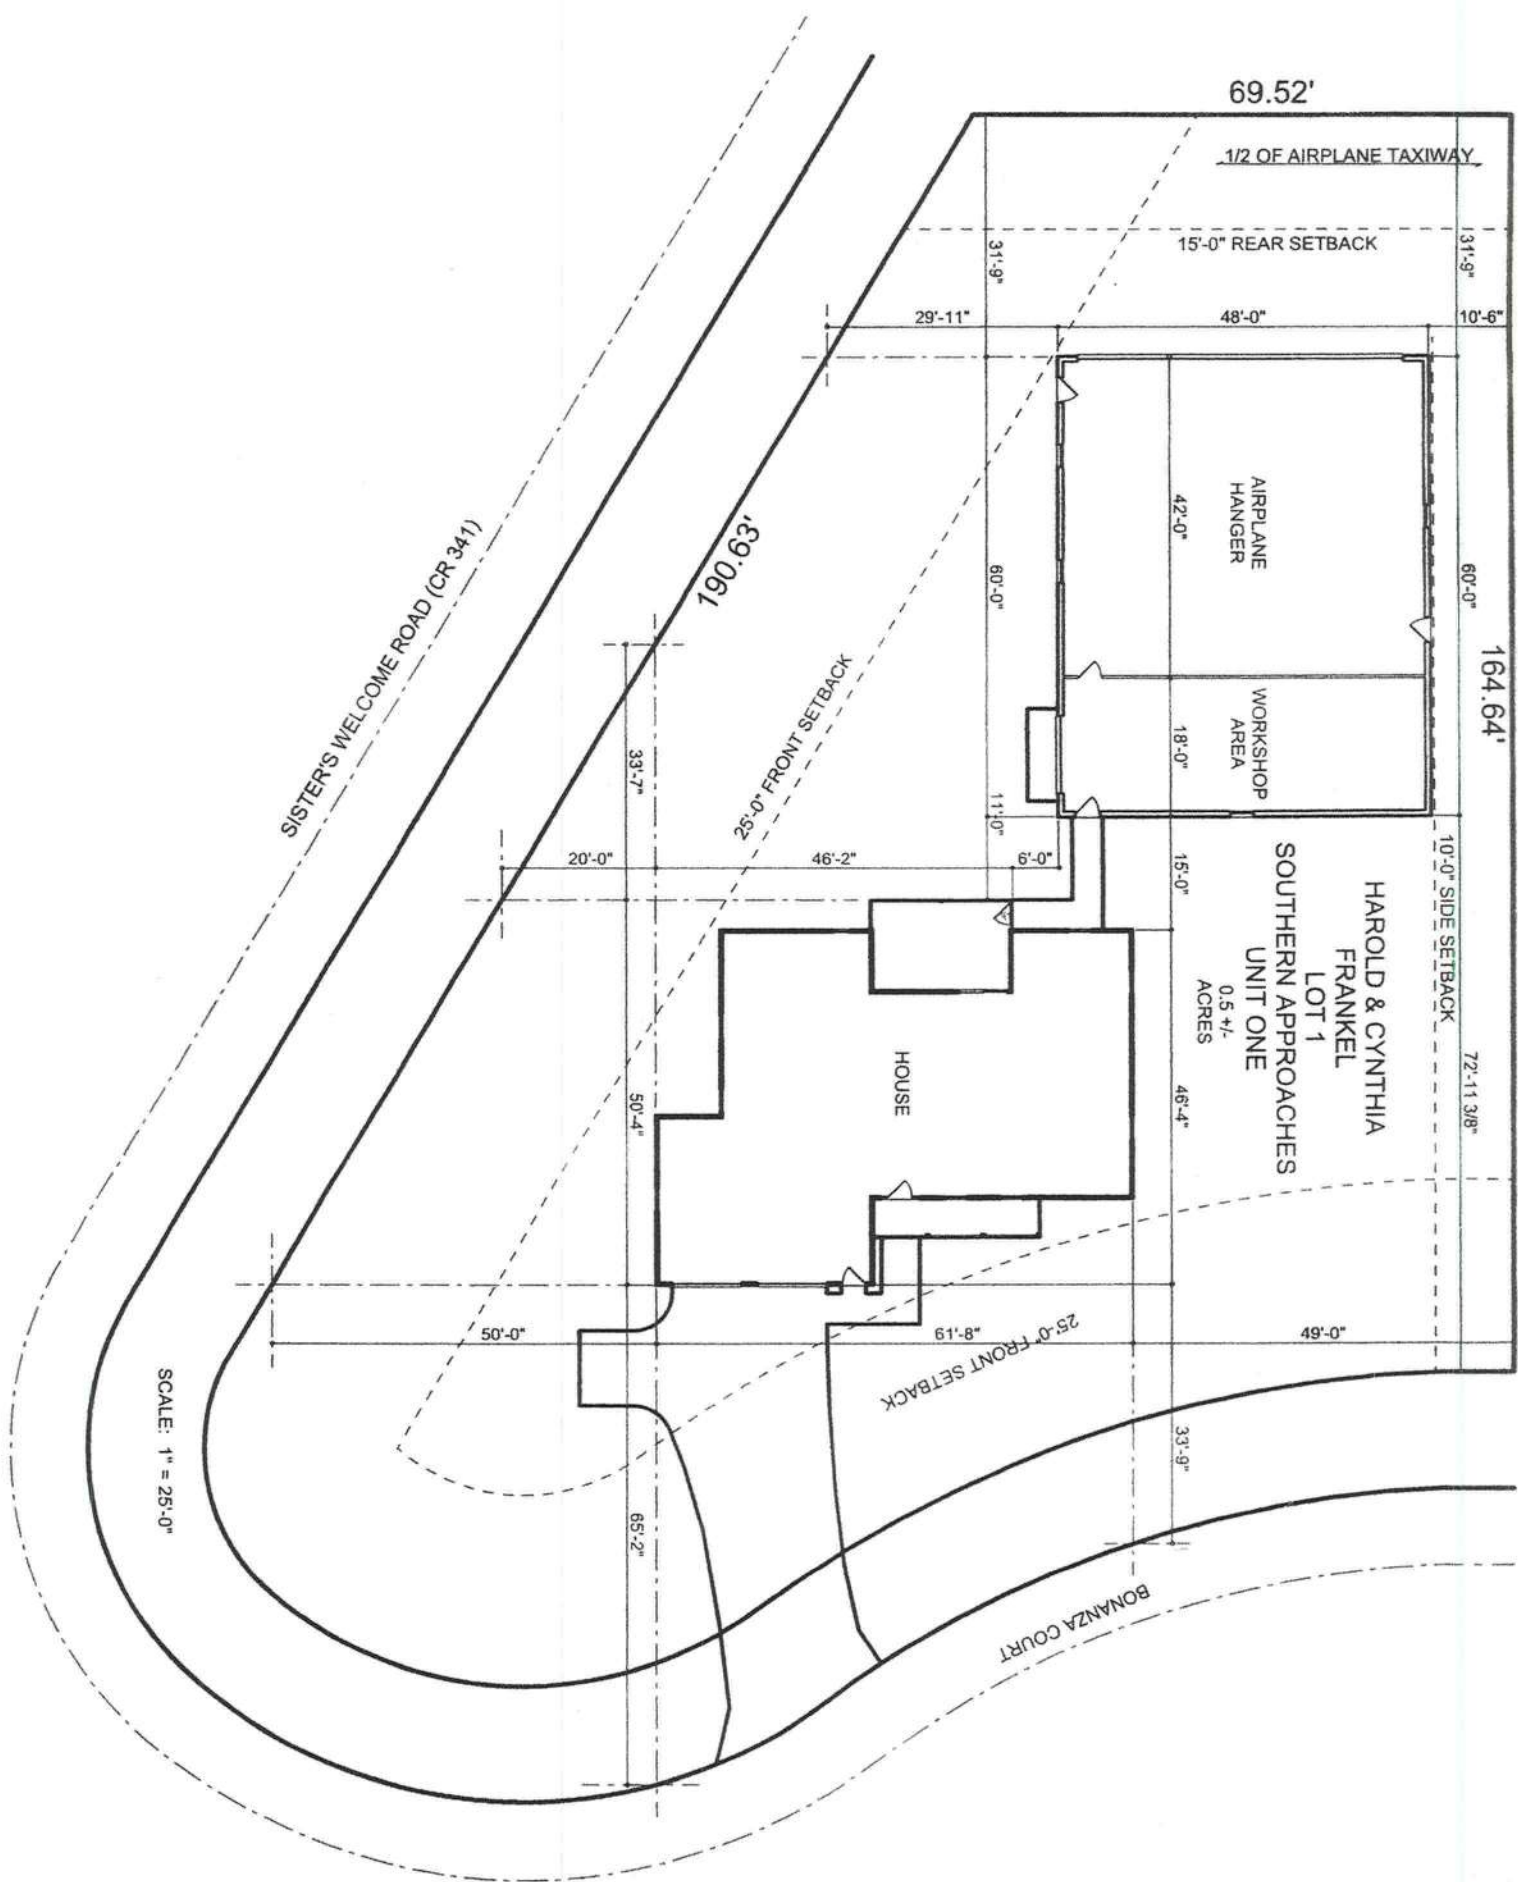 69.52'
1/2 OF AIRPLANE TAXIWAY
15'-0" REAR SETBACK
31'-9"
31'-9"
29'-11"
48'-0"
10'-6"
AIRPLANE
HANGER
42'-0"
60'-0"
60'-0"
164.64'
190.63'
SISTER'S WELCOME ROAD (CR 341)
25'-0" FRONT SETBACK
WORKSHOP
AREA
18'-0"
11'-0"
33'-7"
20'-0"
46'-2"
6'-0"
15'-0"
10'-0" SIDE SETBACK
HAROLD & CYNTHIA
FRANKEL
LOT 1
SOUTHERN APPROACHES
UNIT ONE
0.5 +/-
ACRES
72'-11 3/8"
HOUSE
46'-4"
50'-4"
50'-0"
61'-8"
49'-0"
25'-0" FRONT SETBACK
33'-9"
65'-2"
SCALE: 1" = 25'-0"
BONANZA COURT